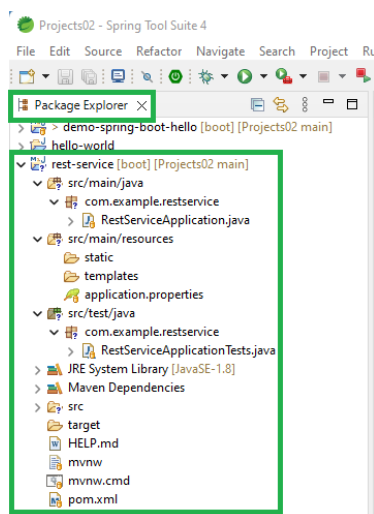 Projects02 - Spring Tool Suite 4
File Edit Source Refactor Navigate Search Project
Package Explorer
> demo-spring-boot-hello [boot] [Projects02 main]
hello-world
rest-service [boot] [Projects02 main]
src/main/java
com.example.restservice
RestServiceApplication.java
src/main/resources
static
templates
application.properties
src/test/java
com.example.restservice
RestServiceApplicationTests.java
JRE System Library [JavaSE-1.8]
Maven Dependencies
src
target
HELP.md
mvnw
mvnw.cmd
pom.xml